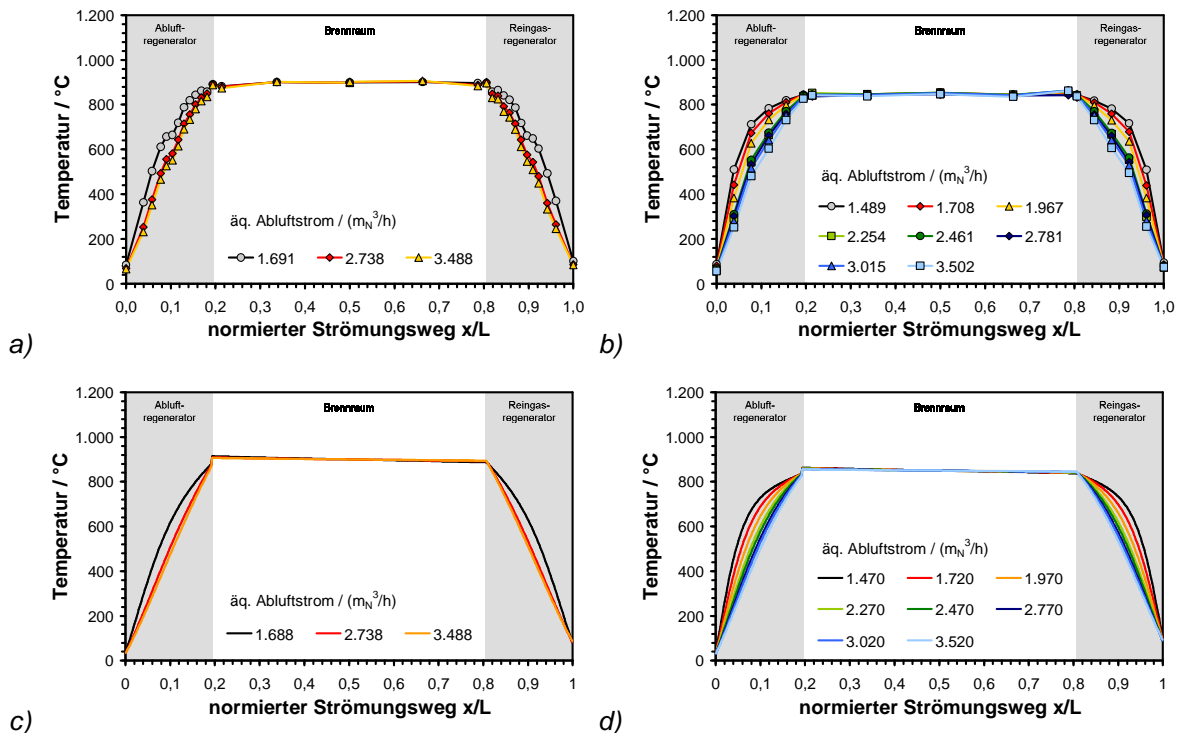 1.200
1.000
800
600
400
200
0
Temperatur / °C
Abluft-
regenerator
Brennraum
Reingas-
regenerator
äq. Abluftstrom / (m_N^3/h)
1.691 2.738 3.488
0,0 0,1 0,2 0,3 0,4 0,5 0,6 0,7 0,8 0,9 1,0
normierter Strömungsweg x/L
a)
1.200
1.000
800
600
400
200
0
Temperatur / °C
Abluft-
regenerator
Brennraum
Reingas-
regenerator
äq. Abluftstrom / (m_N^3/h)
1.489 1.708 1.967
2.254 2.461 2.781
3.015 3.502
0,0 0,1 0,2 0,3 0,4 0,5 0,6 0,7 0,8 0,9 1,0
normierter Strömungsweg x/L
b)
1.200
1.000
800
600
400
200
0
Temperatur / °C
Abluft-
regenerator
Brennraum
Reingas-
regenerator
äq. Abluftstrom / (m_N^3/h)
1.688 2.738 3.488
0 0,1 0,2 0,3 0,4 0,5 0,6 0,7 0,8 0,9 1
normierter Strömungsweg x/L
c)
1.200
1.000
800
600
400
200
0
Temperatur / °C
Abluft-
regenerator
Brennraum
Reingas-
regenerator
äq. Abluftstrom / (m_N^3/h)
1.470 1.720 1.970
2.270 2.470 2.770
3.020 3.520
0 0,1 0,2 0,3 0,4 0,5 0,6 0,7 0,8 0,9 1
normierter Strömungsweg x/L
d)